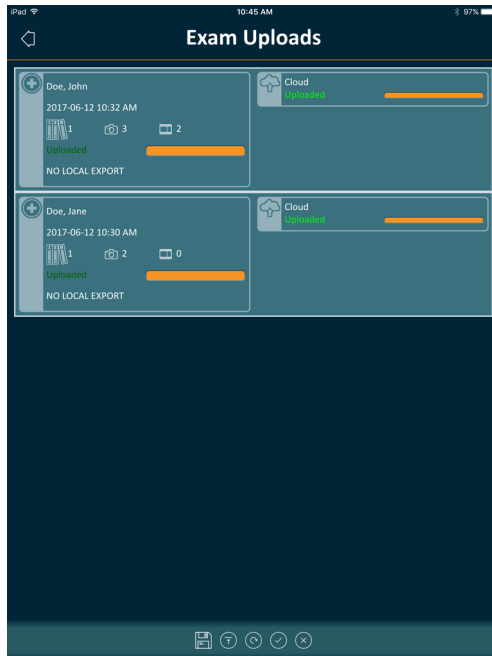 iPad 10:45 AM 97%
Exam Uploads
Doe, John
2017-06-12 10:32 AM
1 3 2
Uploaded
NO LOCAL EXPORT
Cloud
Uploaded
Doe, Jane
2017-06-12 10:30 AM
1 2 0
Uploaded
NO LOCAL EXPORT
Cloud
Uploaded